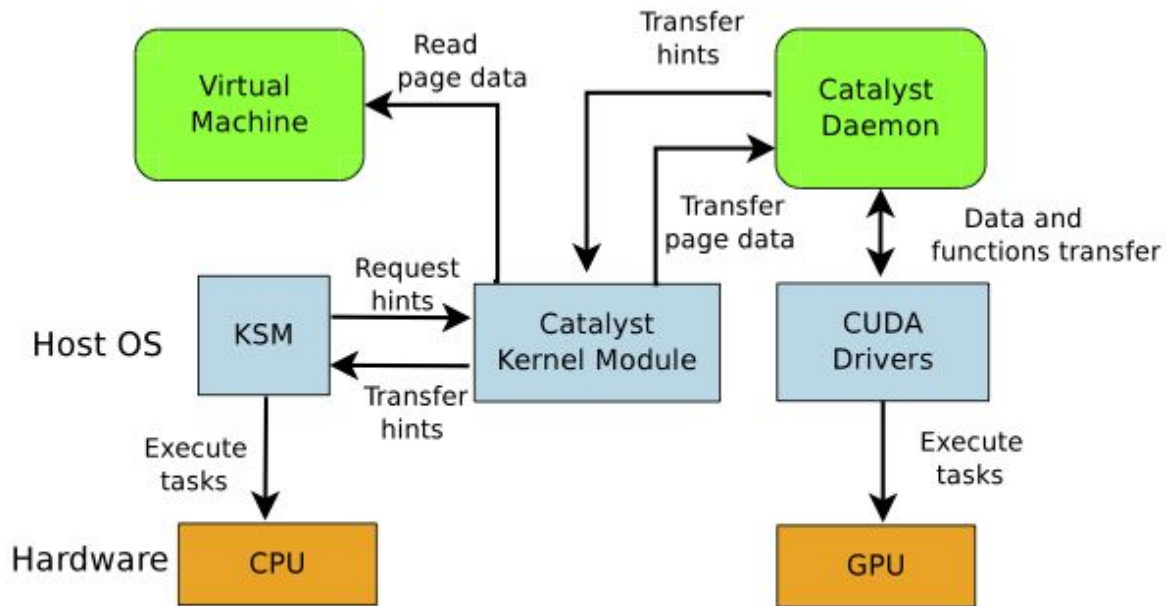 Transfer
hints
Read
page data
Virtual
Machine
Catalyst
Daemon
Transfer
page data
Data and
functions transfer
Request
hints
Host OS
KSM
Catalyst
Kernel Module
CUDA
Drivers
Transfer
hints
Execute
tasks
Execute
tasks
Hardware
CPU
GPU